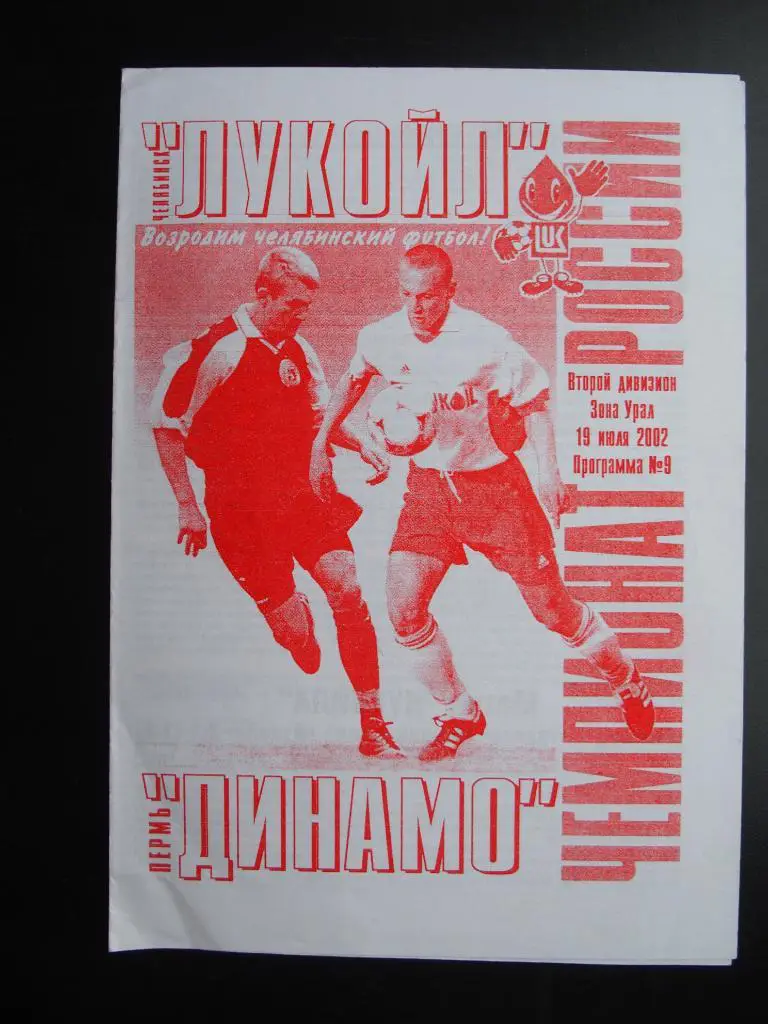 ЧЕЛЯБИНСК
"ЛУКОЙЛ"
Возродим челябинский футбол!
LUK
ЧЕМПИОНАТ РОССИИ
Второй дивизион
Зона Урал
19 июля 2002
Программа №9
ПЕРМЬ
"ДИНАМО"